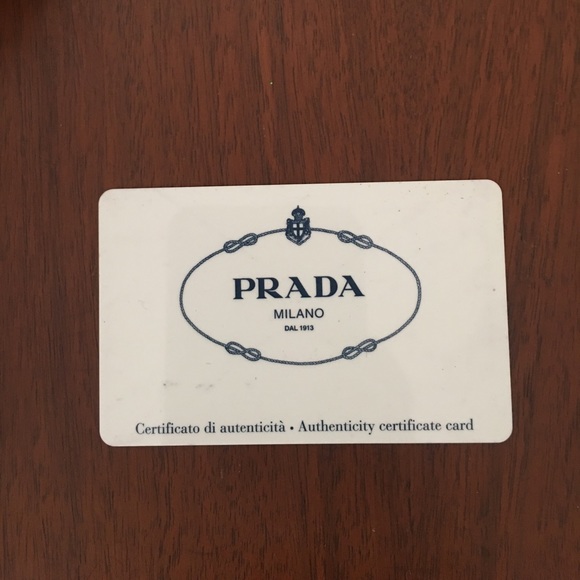 PRADA
MILANO
DAL 1913
Certificato di autenticità • Authenticity certificate card